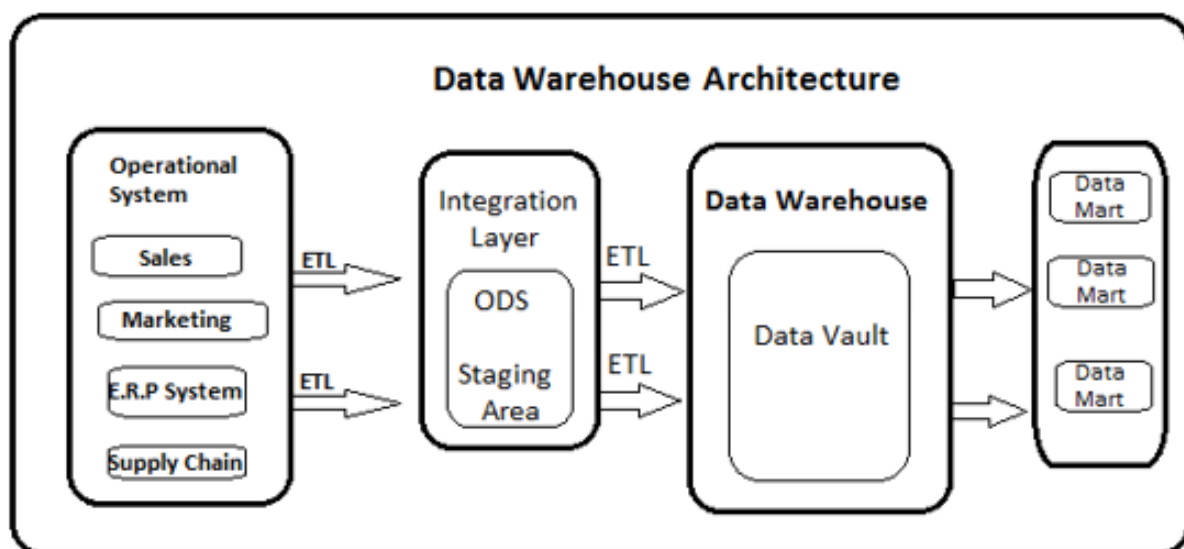 Data Warehouse Architecture
Operational
System
Sales
Marketing
E.R.P System
Supply Chain
ETL
ETL
Integration
Layer
ODS
Staging
Area
ETL
ETL
Data Warehouse
Data Vault
Data
Mart
Data
Mart
Data
Mart